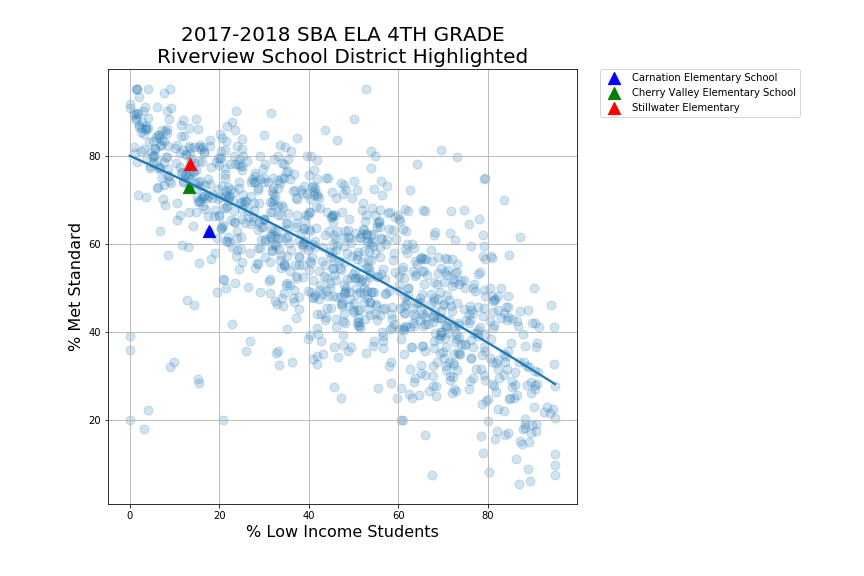 2017-2018 SBA ELA 4TH GRADE
Riverview School District Highlighted
Carnation Elementary School
Cherry Valley Elementary School
Stillwater Elementary
% Met Standard
80
60
40
20
0 20 40 60 80
% Low Income Students